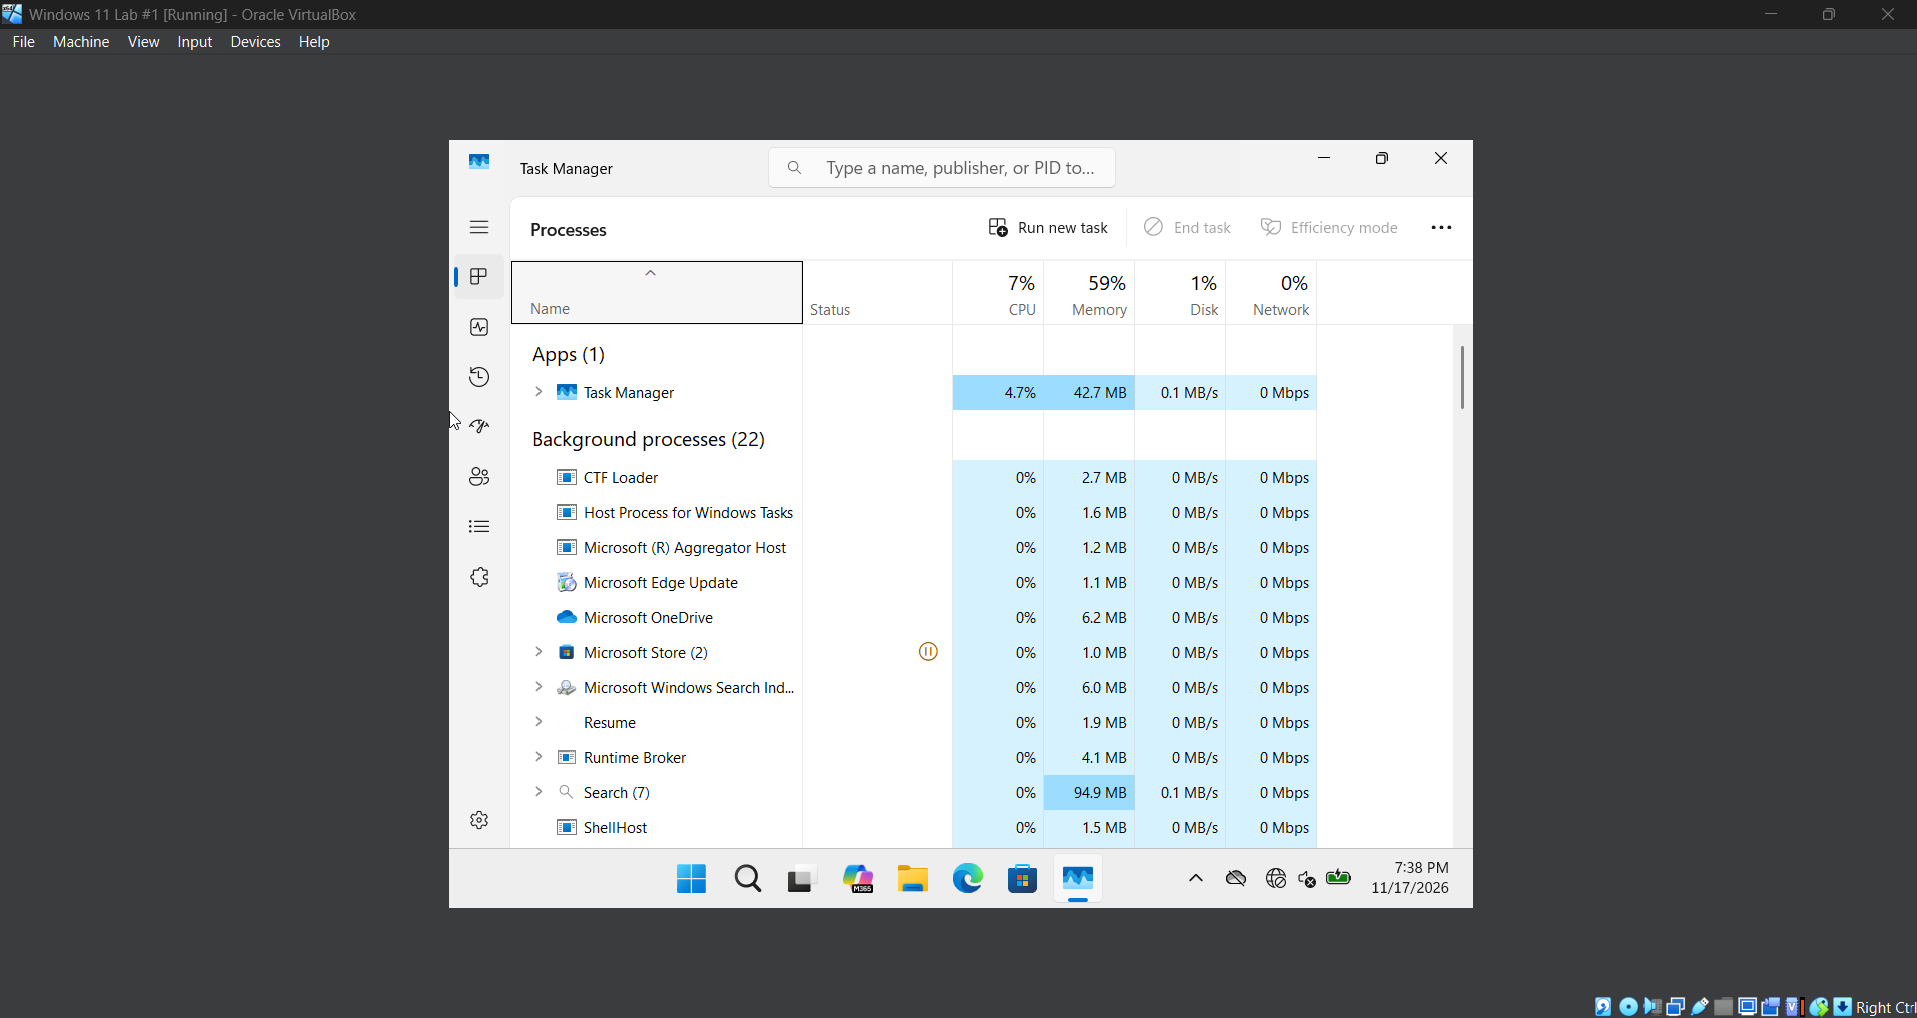 Windows 11 Lab #1 [Running] - Oracle VirtualBox
File Machine View Input Devices Help
Task Manager
Type a name, publisher, or PID to...
Processes
Run new task
End task
Efficiency mode
7% 59% 1% 0%
Name Status CPU Memory Disk Network
Apps (1)
Task Manager 4.7% 42.7 MB 0.1 MB/s 0 Mbps
Background processes (22)
CTF Loader 0% 2.7 MB 0 MB/s 0 Mbps
Host Process for Windows Tasks 0% 1.6 MB 0 MB/s 0 Mbps
Microsoft (R) Aggregator Host 0% 1.2 MB 0 MB/s 0 Mbps
Microsoft Edge Update 0% 1.1 MB 0 MB/s 0 Mbps
Microsoft OneDrive 0% 6.2 MB 0 MB/s 0 Mbps
Microsoft Store (2) 0% 1.0 MB 0 MB/s 0 Mbps
Microsoft Windows Search Ind... 0% 6.0 MB 0 MB/s 0 Mbps
Resume 0% 1.9 MB 0 MB/s 0 Mbps
Runtime Broker 0% 4.1 MB 0 MB/s 0 Mbps
Search (7) 0% 94.9 MB 0.1 MB/s 0 Mbps
ShellHost 0% 1.5 MB 0 MB/s 0 Mbps
M365
7:38 PM
11/17/2026
Right Ctrl